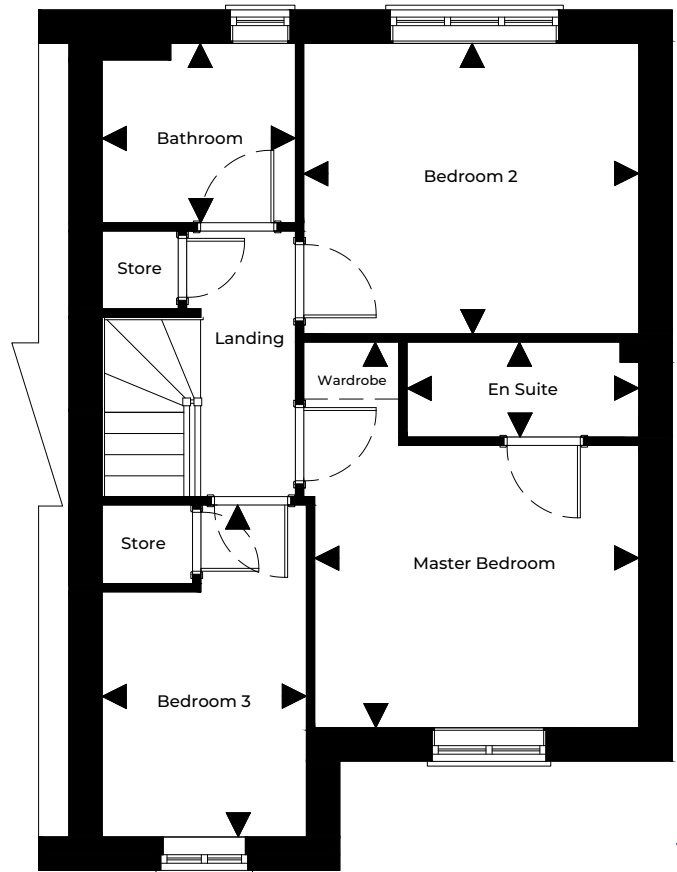 Bathroom
Bedroom 2
Store
Landing
Wardrobe
En Suite
Store
Master Bedroom
Bedroom 3